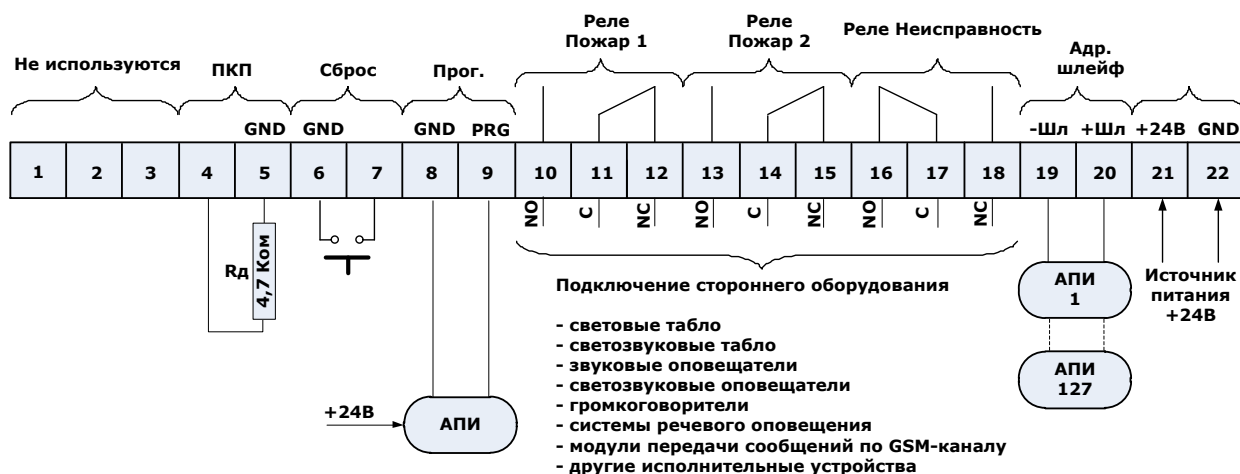 Реле
Пожар 1
Реле
Пожар 2
Реле Неисправность
Адр.
шлейф
Не используются
ПКП
Сброс
Прог.
GND
GND
GND
PRG
-Шл
+Шл
+24В
GND
1
2
3
4
5
6
7
8
9
10
11
12
13
14
15
16
17
18
19
20
21
22
NO
C
NC
NO
C
NC
NO
C
NC
Rд
4,7 Ком
Подключение стороннего оборудования
- световые табло
- светозвуковые табло
- звуковые оповещатели
- светозвуковые оповещатели
- громкоговорители
- системы речевого оповещения
- модули передачи сообщений по GSM-каналу
- другие исполнительные устройства
+24В
АПИ
АПИ
1
АПИ
127
Источник
питания
+24В